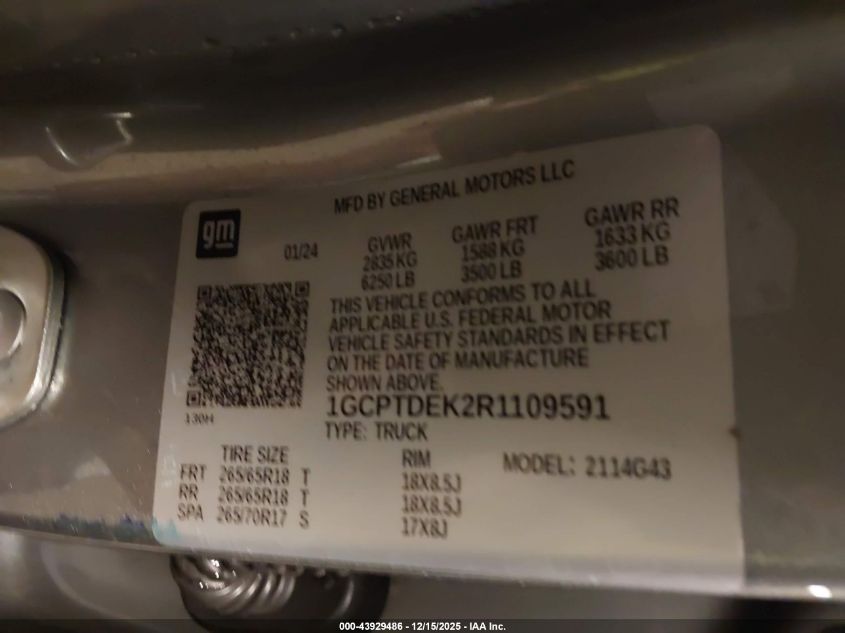 MFD BY GENERAL MOTORS LLC
gm
01/24
GVWR GAWR FRT GAWR RR
2835 KG 1588 KG 1633 KG
6250 LB 3500 LB 3600 LB
THIS VEHICLE CONFORMS TO ALL
APPLICABLE U.S. FEDERAL MOTOR
VEHICLE SAFETY STANDARDS IN EFFECT
ON THE DATE OF MANUFACTURE
SHOWN ABOVE.
130H
1GCPTDEK2R1109591
TYPE: TRUCK
TIRE SIZE RIM MODEL: 2114G43
FRT 265/65R18 T 18X8.5J
RR 265/65R18 T 18X8.5J
SPA 265/70R17 S 17X8J
000-43929486 - 12/15/2025 - IAA Inc.